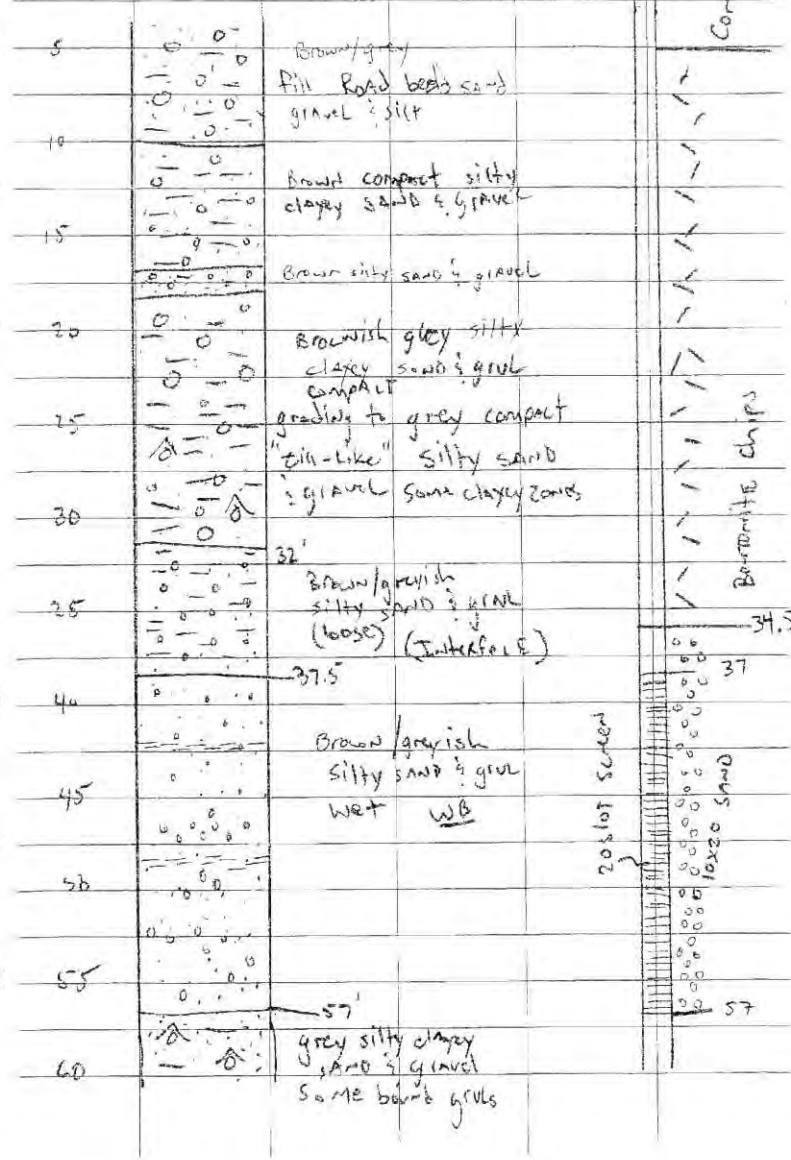 5
Brown/grey
fill Road bed sand
gravel & silt
10
Brown compact silty
clayey SAND & GRAVEL
15
Brown silty SAND & gravel
20
Brownish grey silty
clayey SAND & grvl
compact
25
grading to grey compact
"till-like" silty SAND
& gravel some clayey zones
30
32'
Brown/greyish
silty SAND & grvl
(loose) (Interface)
35
34.5
37.5
37
40
Brown/greyish
silty SAND & grvl
wet WB
45
50
55
57'
57
grey silty clayey
SAND & gravel
some bound grvls
60
Con
Bentonite chips
20 slot screen
10x20 SAND